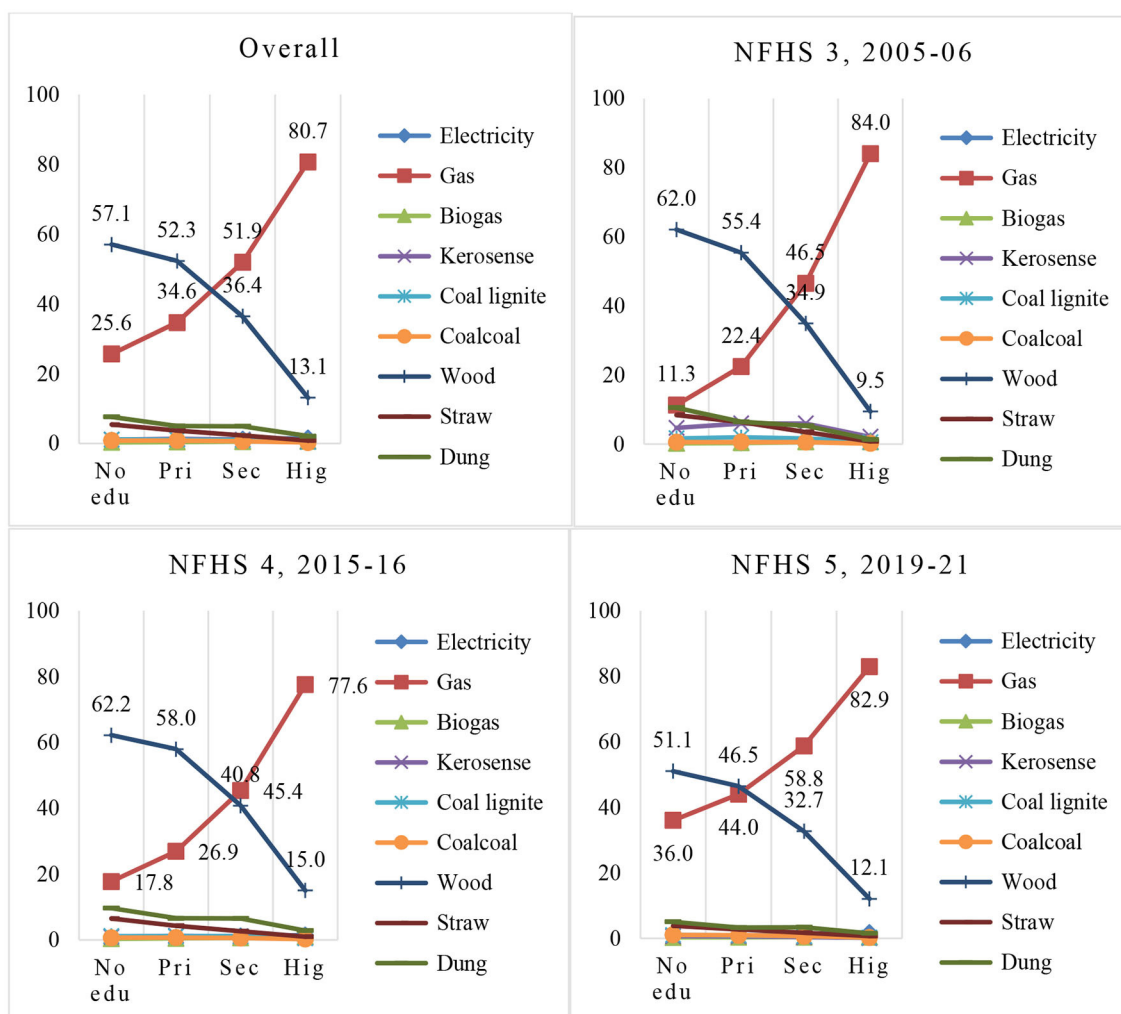 Overall
100
80
60
40
20
0
57.1
52.3
51.9
80.7
25.6
34.6
36.4
13.1
No edu
Pri
Sec
Hig
Electricity
Gas
Biogas
Kerosense
Coal lignite
Coalcoal
Wood
Straw
Dung
NFHS 3, 2005-06
100
80
60
40
20
0
62.0
55.4
46.5
84.0
11.3
22.4
34.9
9.5
No edu
Pri
Sec
Hig
Electricity
Gas
Biogas
Kerosense
Coal lignite
Coalcoal
Wood
Straw
Dung
NFHS 4, 2015-16
100
80
60
40
20
0
62.2
58.0
40.8
77.6
17.8
26.9
45.4
15.0
No edu
Pri
Sec
Hig
Electricity
Gas
Biogas
Kerosense
Coal lignite
Coalcoal
Wood
Straw
Dung
NFHS 5, 2019-21
100
80
60
40
20
0
51.1
46.5
58.8
82.9
36.0
44.0
32.7
12.1
No edu
Pri
Sec
Hig
Electricity
Gas
Biogas
Kerosense
Coal lignite
Coalcoal
Wood
Straw
Dung